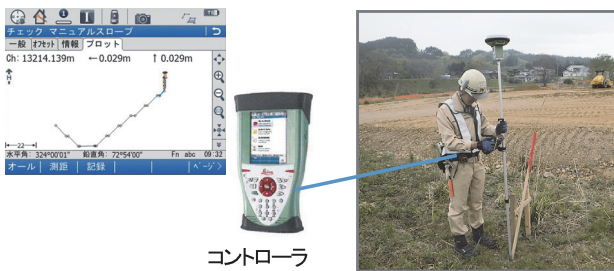 チェック マニュアルスロープ
一般 オフセット 情報 プロット
Ch: 13214.139m ←0.029m ↑0.029m
H
22
水平角: 324°00'01" 鉛直角: 72°54'00" Fn abc 09:32
オール 測距 記録 ページ
Leica
コントローラ